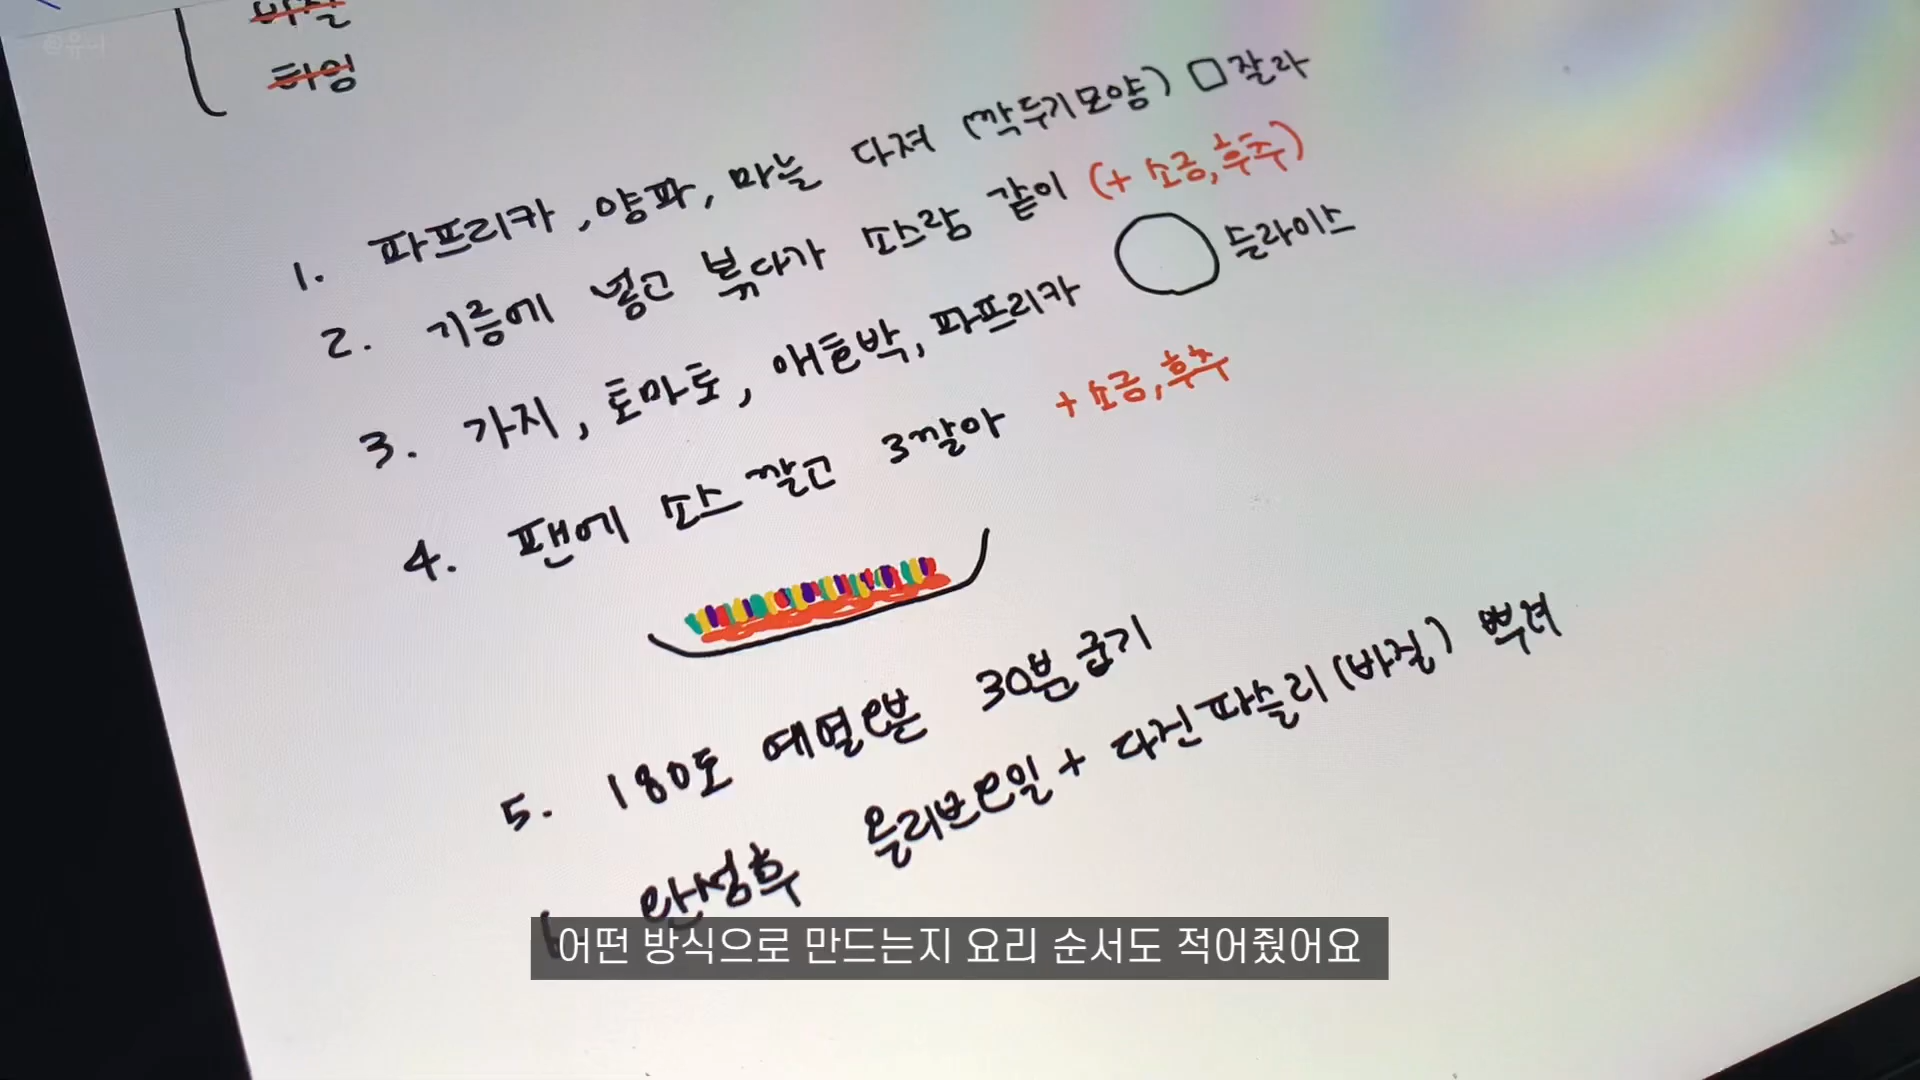 @유나
바질
타임
1. 파프리카, 양파, 마늘 다져 (깍두기모양) □잘라
2. 기름에 넣고 볶다가 소스랑 같이 (+ 소금,후추)
3. 가지, 토마토, 애호박, 파프리카 ◯ 슬라이스
4. 팬에 소스 깔고 3깔아 + 소금,후추
5. 180도 예열오븐 30분굽기
6 완성후 올리브오일 + 다진파슬리(바질) 뿌려
어떤 방식으로 만드는지 요리 순서도 적어줬어요